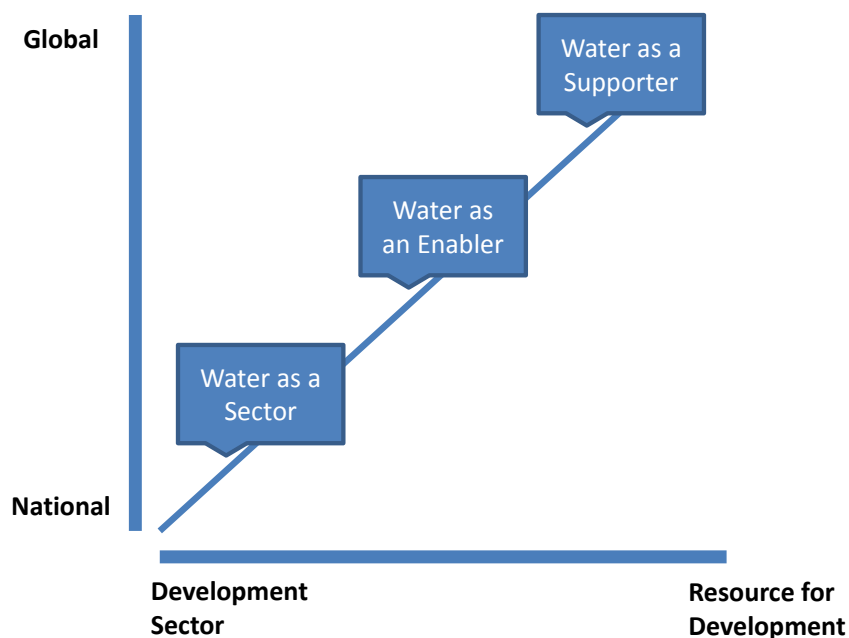 Global
Water as a
Supporter
Water as
an Enabler
Water as a
Sector
National
Development
Sector
Resource for
Development